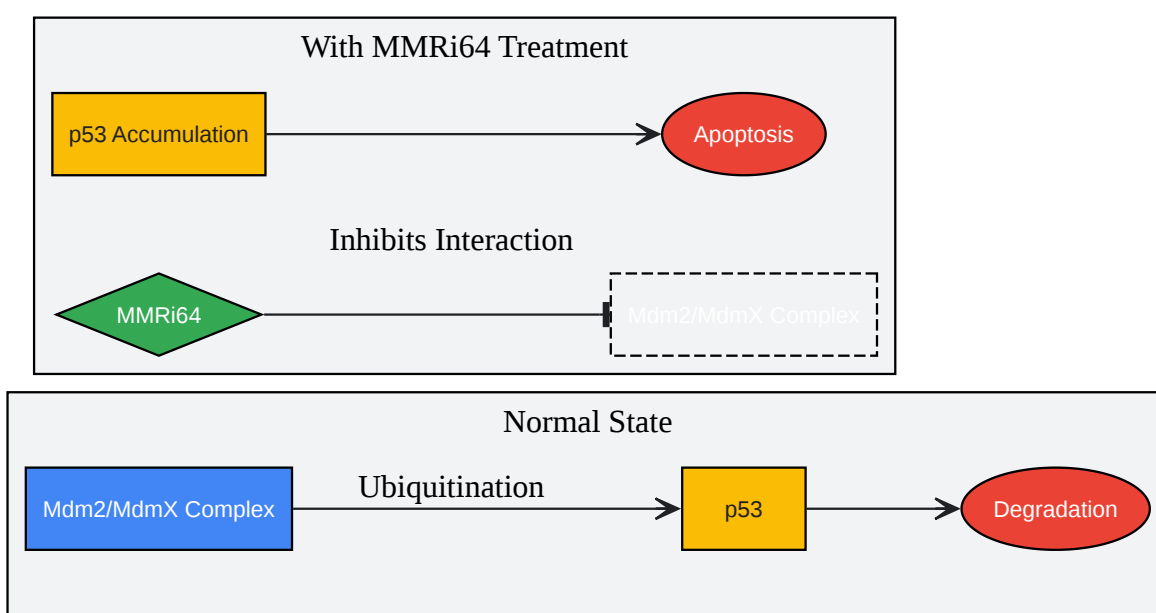 With MMRi64 Treatment
p53 Accumulation
Apoptosis
Inhibits Interaction
MMRi64
Mdm2/MdmX Complex
Normal State
Mdm2/MdmX Complex
Ubiquitination
p53
Degradation